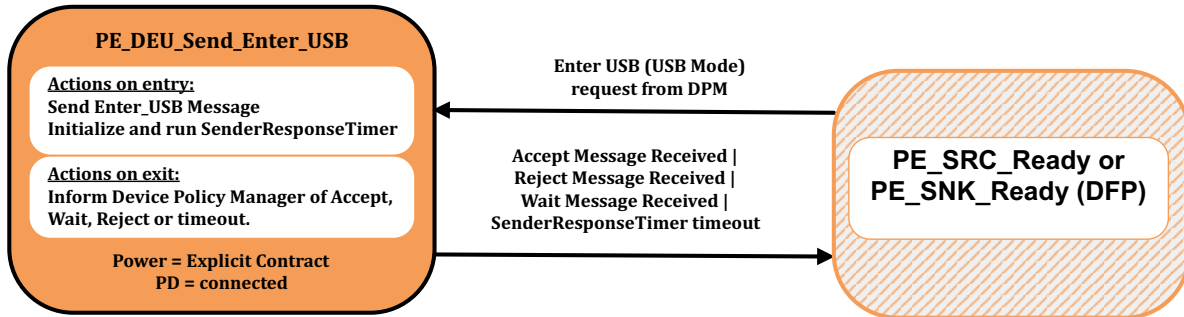 PE_DEU_Send_Enter_USB
Actions on entry:
Send Enter_USB Message
Initialize and run SenderResponseTimer
Actions on exit:
Inform Device Policy Manager of Accept,
Wait, Reject or timeout.
Power = Explicit Contract
PD = connected
Enter USB (USB Mode)
request from DPM
Accept Message Received |
Reject Message Received |
Wait Message Received |
SenderResponseTimer timeout
PE_SRC_Ready or
PE_SNK_Ready (DFP)